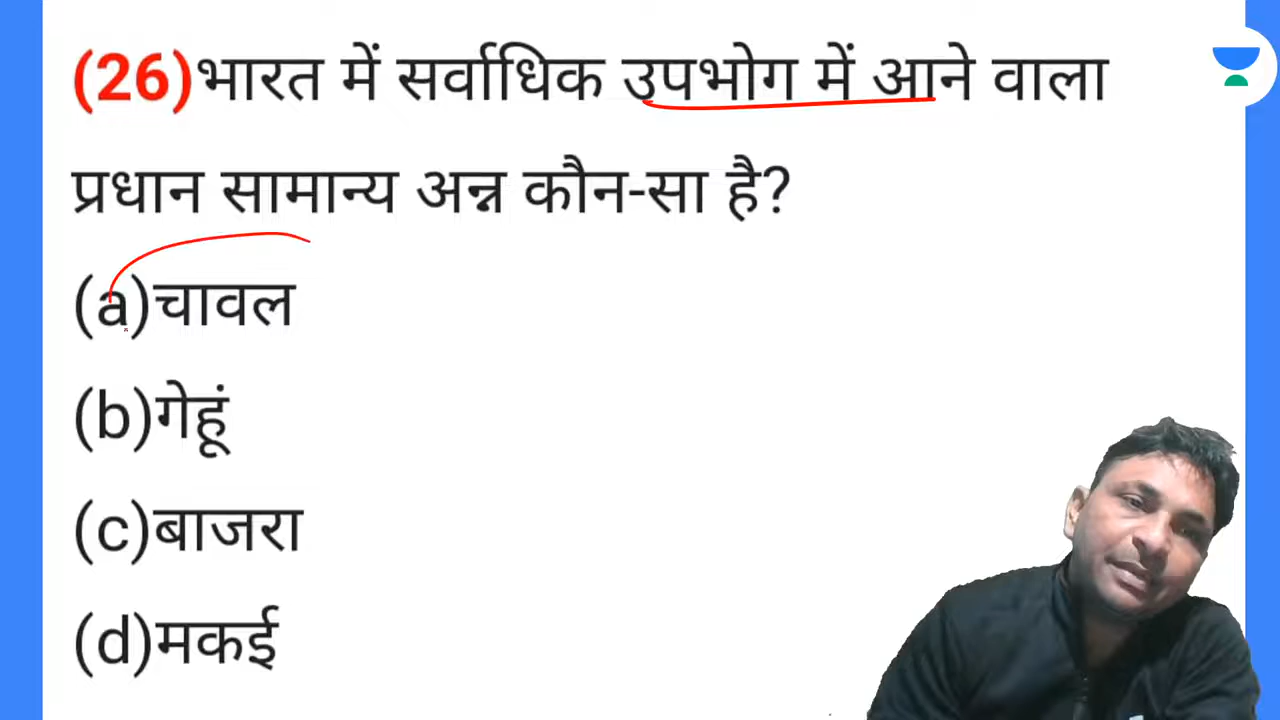 (26)भारत में सर्वाधिक उपभोग में आने वाला
प्रधान सामान्य अन्न कौन-सा है?
(a)चावल
(b)गेहूं
(c)बाजरा
(d)मकई